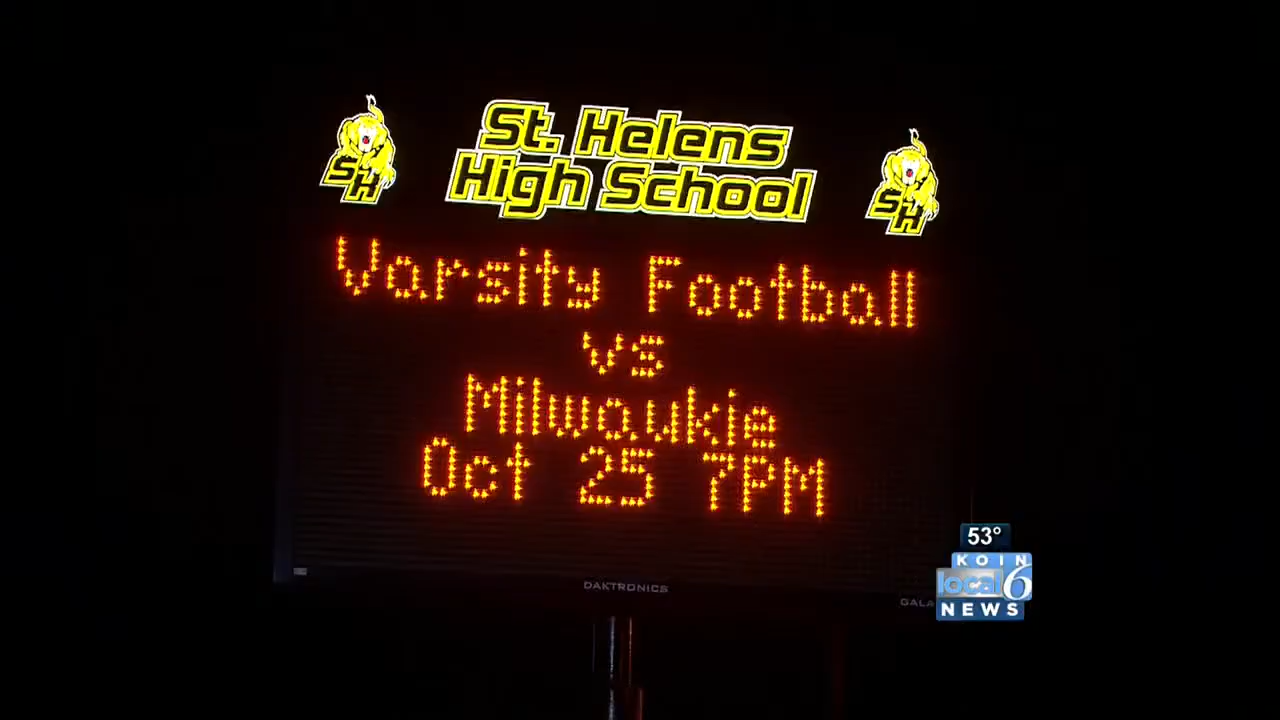 St. Helens
High School
SH
SH
Varsity Football
vs
Milwaukie
Oct 25 7PM
DAKTRONICS
GALA
53°
KOIN
local 6
NEWS